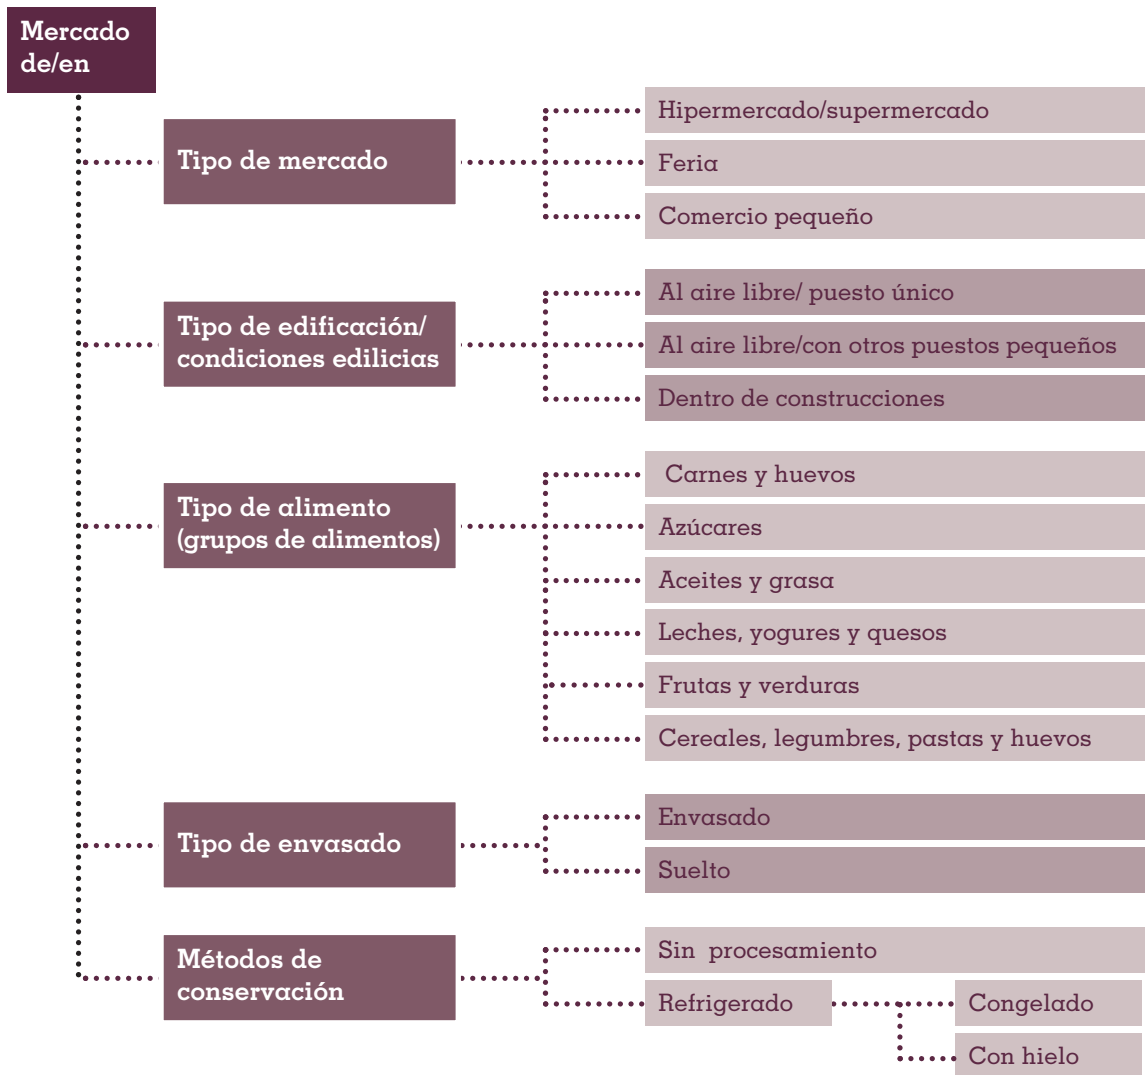 Mercado
de/en
Tipo de mercado
Hipermercado/supermercado
Feria
Comercio pequeño
Tipo de edificación/
condiciones edilicias
Al aire libre/ puesto único
Al aire libre/con otros puestos pequeños
Dentro de construcciones
Tipo de alimento
(grupos de alimentos)
Carnes y huevos
Azúcares
Aceites y grasa
Leches, yogures y quesos
Frutas y verduras
Cereales, legumbres, pastas y huevos
Tipo de envasado
Envasado
Suelto
Métodos de
conservación
Sin procesamiento
Refrigerado
Congelado
Con hielo